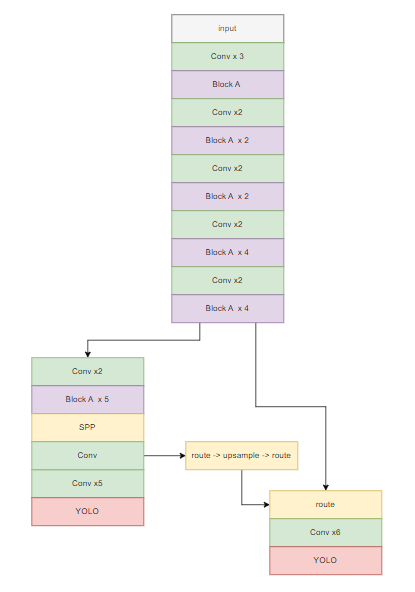 input
Conv x 3
Block A
Conv x2
Block A x 2
Conv x2
Block A x 2
Conv x2
Block A x 4
Conv x2
Block A x 4
Conv x2
Block A x 5
SPP
Conv
Conv x5
YOLO
route -> upsample -> route
route
Conv x6
YOLO